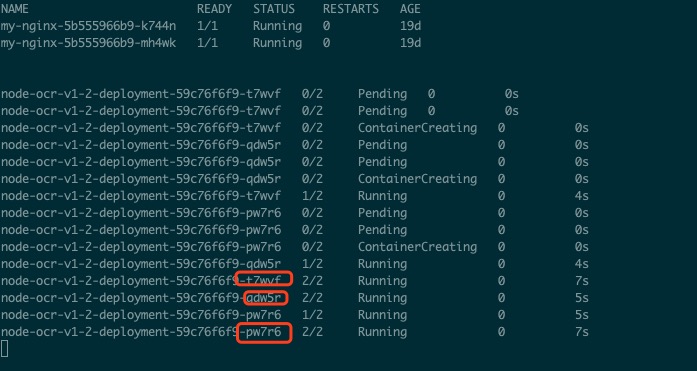 NAME READY STATUS RESTARTS AGE
my-nginx-5b555966b9-k744n 1/1 Running 0 19d
my-nginx-5b555966b9-mh4wk 1/1 Running 0 19d
node-ocr-v1-2-deployment-59c76f6f9-t7wvf 0/2 Pending 0 0s
node-ocr-v1-2-deployment-59c76f6f9-t7wvf 0/2 Pending 0 0s
node-ocr-v1-2-deployment-59c76f6f9-t7wvf 0/2 ContainerCreating 0 0s
node-ocr-v1-2-deployment-59c76f6f9-qdw5r 0/2 Pending 0 0s
node-ocr-v1-2-deployment-59c76f6f9-qdw5r 0/2 Pending 0 0s
node-ocr-v1-2-deployment-59c76f6f9-qdw5r 0/2 ContainerCreating 0 0s
node-ocr-v1-2-deployment-59c76f6f9-t7wvf 1/2 Running 0 4s
node-ocr-v1-2-deployment-59c76f6f9-pw7r6 0/2 Pending 0 0s
node-ocr-v1-2-deployment-59c76f6f9-pw7r6 0/2 Pending 0 0s
node-ocr-v1-2-deployment-59c76f6f9-pw7r6 0/2 ContainerCreating 0 0s
node-ocr-v1-2-deployment-59c76f6f9-qdw5r 1/2 Running 0 4s
node-ocr-v1-2-deployment-59c76f6f9-t7wvf 2/2 Running 0 7s
node-ocr-v1-2-deployment-59c76f6f9-qdw5r 2/2 Running 0 5s
node-ocr-v1-2-deployment-59c76f6f9-pw7r6 1/2 Running 0 5s
node-ocr-v1-2-deployment-59c76f6f9-pw7r6 2/2 Running 0 7s